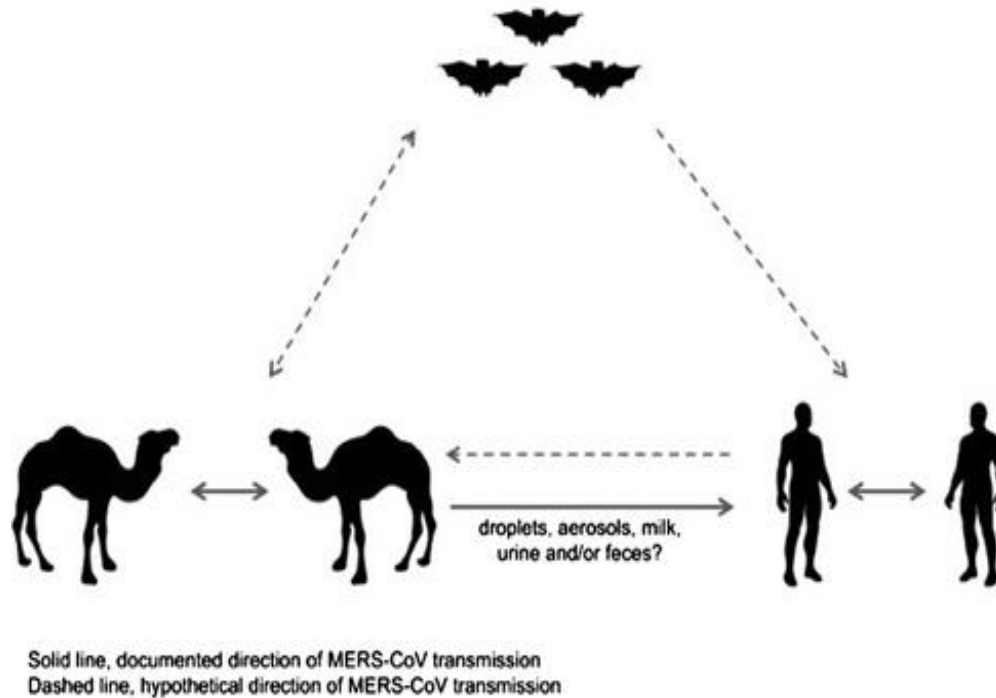 droplets, aerosols, milk,
urine and/or feces?
Solid line, documented direction of MERS-CoV transmission
Dashed line, hypothetical direction of MERS-CoV transmission